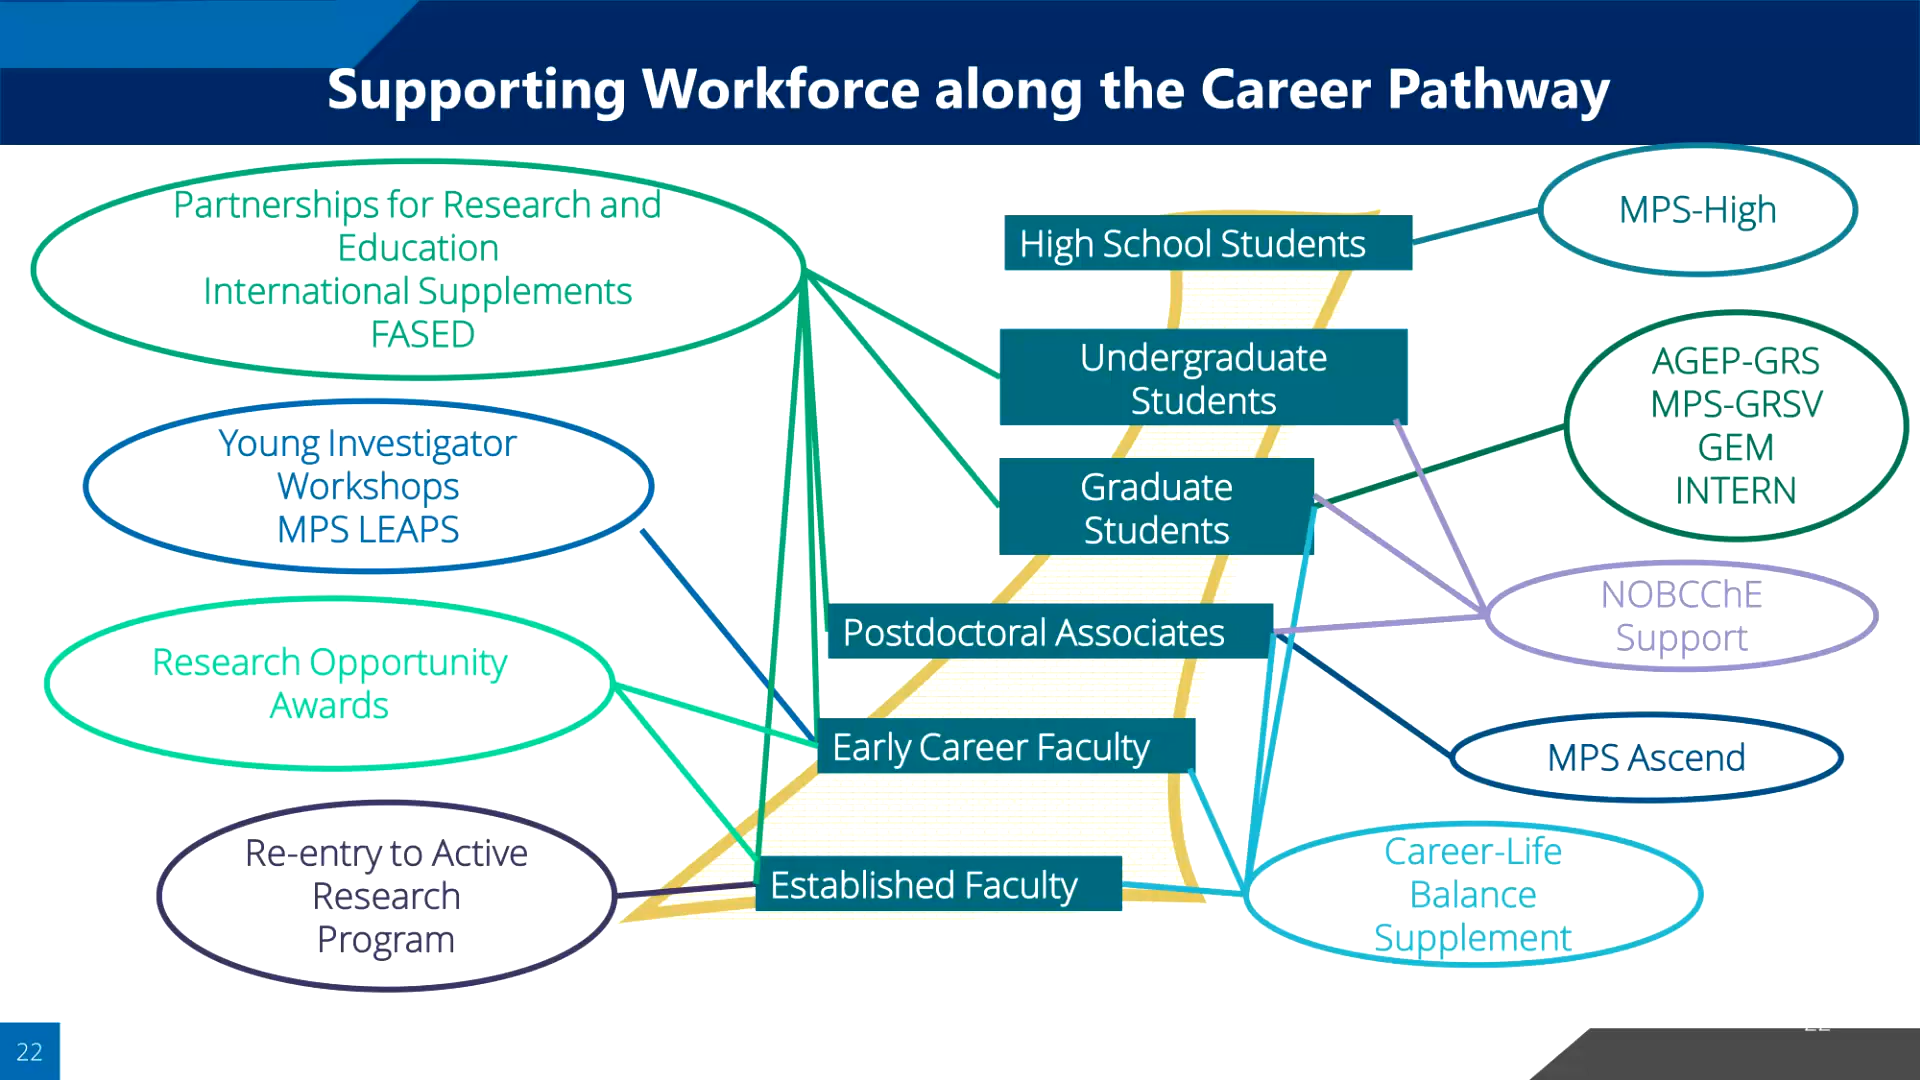 Supporting Workforce along the Career Pathway
Partnerships for Research and
Education
International Supplements
FASED
Young Investigator
Workshops
MPS LEAPS
Research Opportunity
Awards
Re-entry to Active
Research
Program
High School Students
Undergraduate
Students
Graduate
Students
Postdoctoral Associates
Early Career Faculty
Established Faculty
MPS-High
AGEP-GRS
MPS-GRSV
GEM
INTERN
NOBCChE
Support
MPS Ascend
Career-Life
Balance
Supplement
22